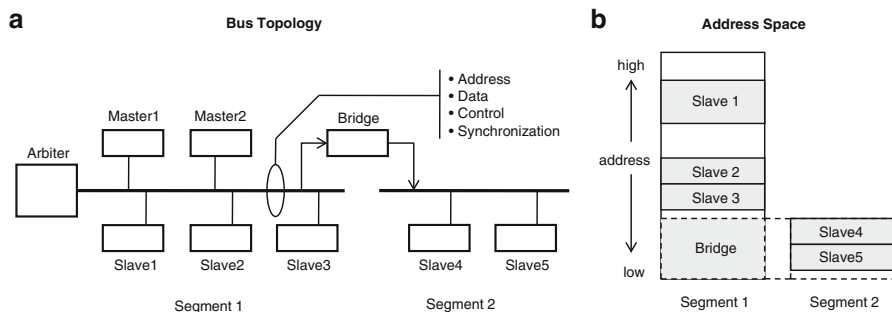 a
Bus Topology
• Address
• Data
• Control
• Synchronization
Master1 Master2 Bridge
Arbiter
Slave1 Slave2 Slave3 Slave4 Slave5
Segment 1 Segment 2
b
Address Space
high
Slave 1
address
Slave 2
Slave 3
Bridge
Slave4
Slave5
low
Segment 1 Segment 2